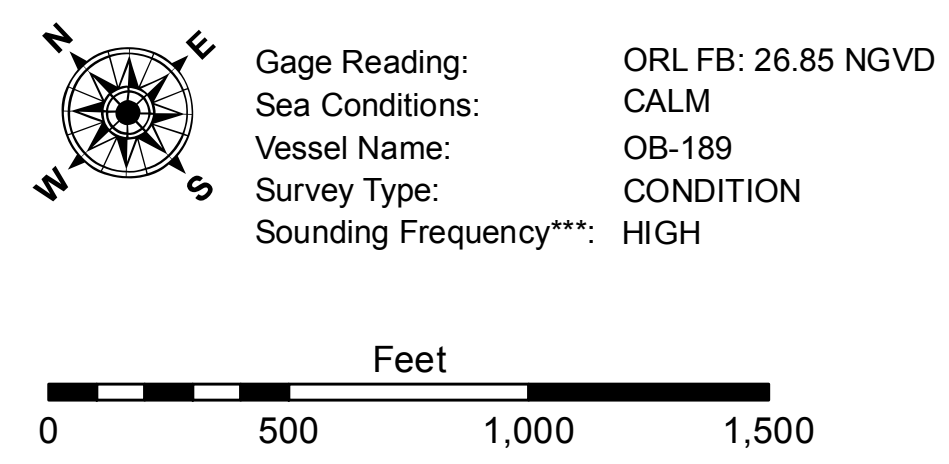 N E
W S
Gage Reading: ORL FB: 26.85 NGVD
Sea Conditions: CALM
Vessel Name: OB-189
Survey Type: CONDITION
Sounding Frequency***: HIGH
Feet
0 500 1,000 1,500